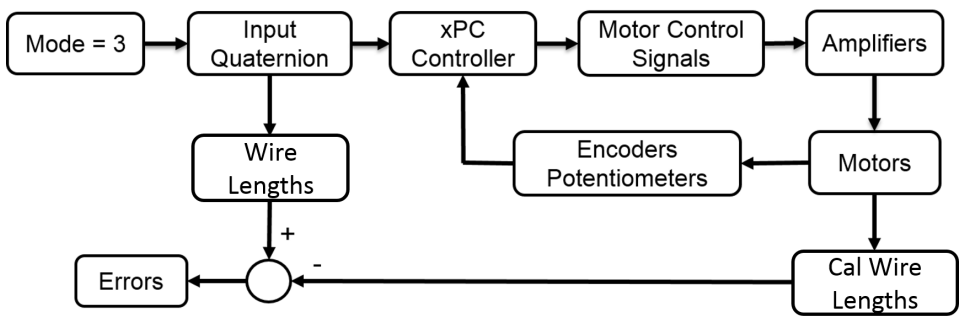 Mode = 3
Input
Quaternion
xPC
Controller
Motor Control
Signals
Amplifiers
Wire
Lengths
Encoders
Potentiometers
Motors
+
-
Errors
Cal Wire
Lengths